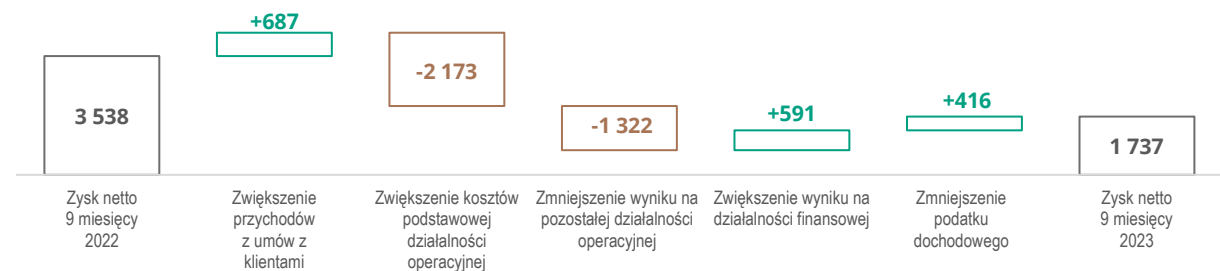 +687
-2 173
3 538
+591
+416
-1 322
1 737
Zysk netto
9 miesięcy
2022
Zwiększenie
przychodów
z umów z
klientami
Zwiększenie kosztów
podstawowej
działalności
operacyjnej
Zmniejszenie wyniku na
pozostałej działalności
operacyjnej
Zwiększenie wyniku na
działalności finansowej
Zmniejszenie
podatku
dochodowego
Zysk netto
9 miesięcy
2023